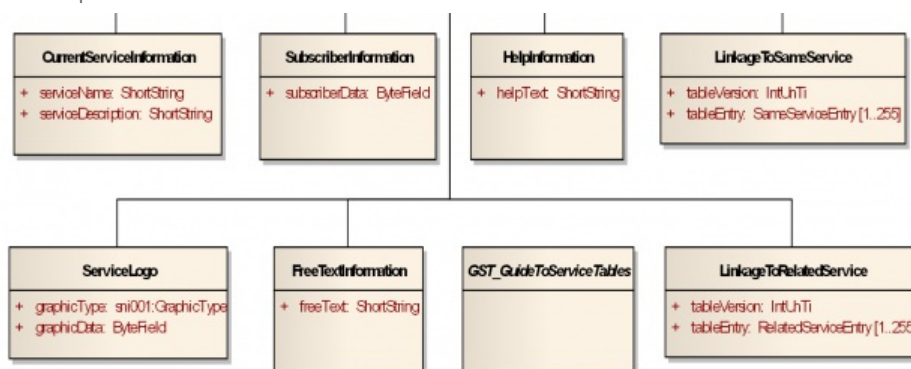 CurrentServiceInformation
+ serviceName: ShortString
+ serviceDescription: ShortString
SubscriberInformation
+ subscriberData: ByteField
HelpInformation
+ helpText: ShortString
LinkageToSameService
+ tableVersion: IntUnTi
+ tableEntry: SameServiceEntry [1..255]
ServiceLogo
+ graphicType: sni001:GraphicType
+ graphicData: ByteField
FreeTextInformation
+ freeText: ShortString
GST_GuideToServiceTables
LinkageToRelatedService
+ tableVersion: IntUnTi
+ tableEntry: RelatedServiceEntry [1..255